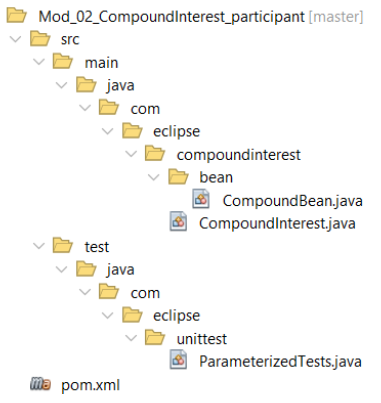 Mod_02_CompoundInterest_participant [master]
src
main
java
com
eclipse
compoundinterest
bean
CompoundBean.java
CompoundInterest.java
test
java
com
eclipse
unittest
ParameterizedTests.java
pom.xml